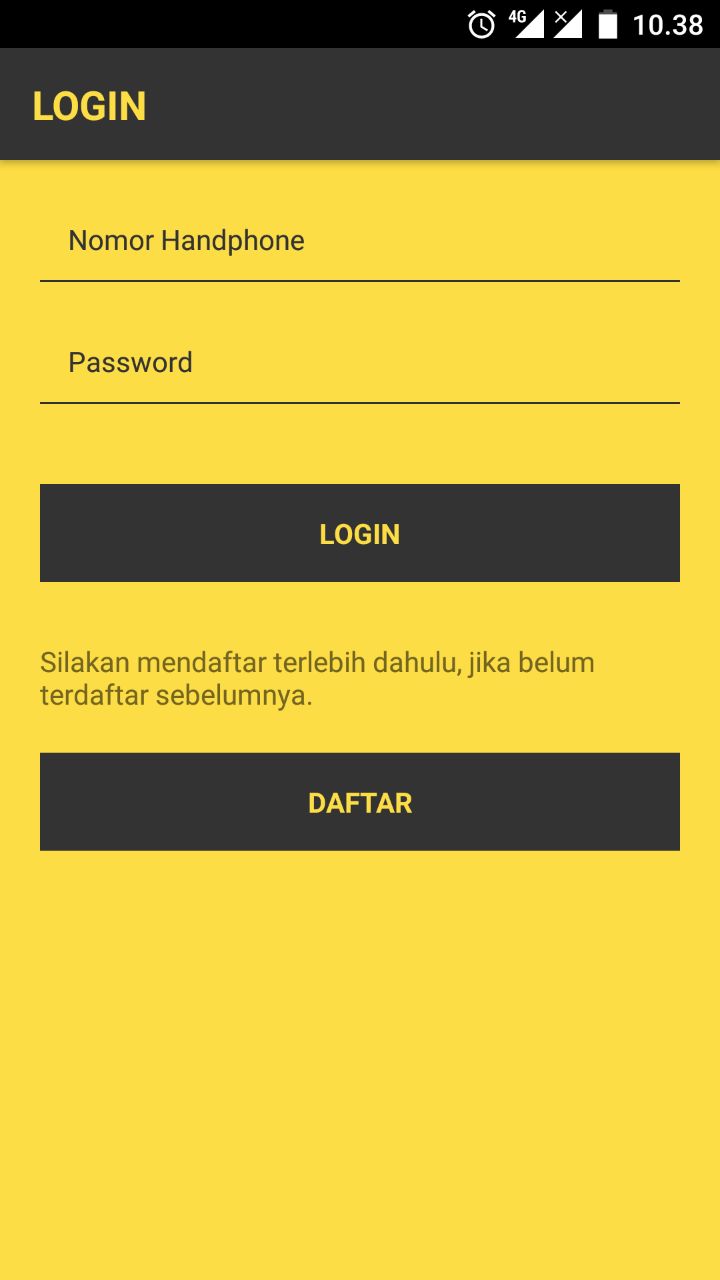 4G 10.38
LOGIN
Nomor Handphone
Password
LOGIN
Silakan mendaftar terlebih dahulu, jika belum
terdaftar sebelumnya.
DAFTAR